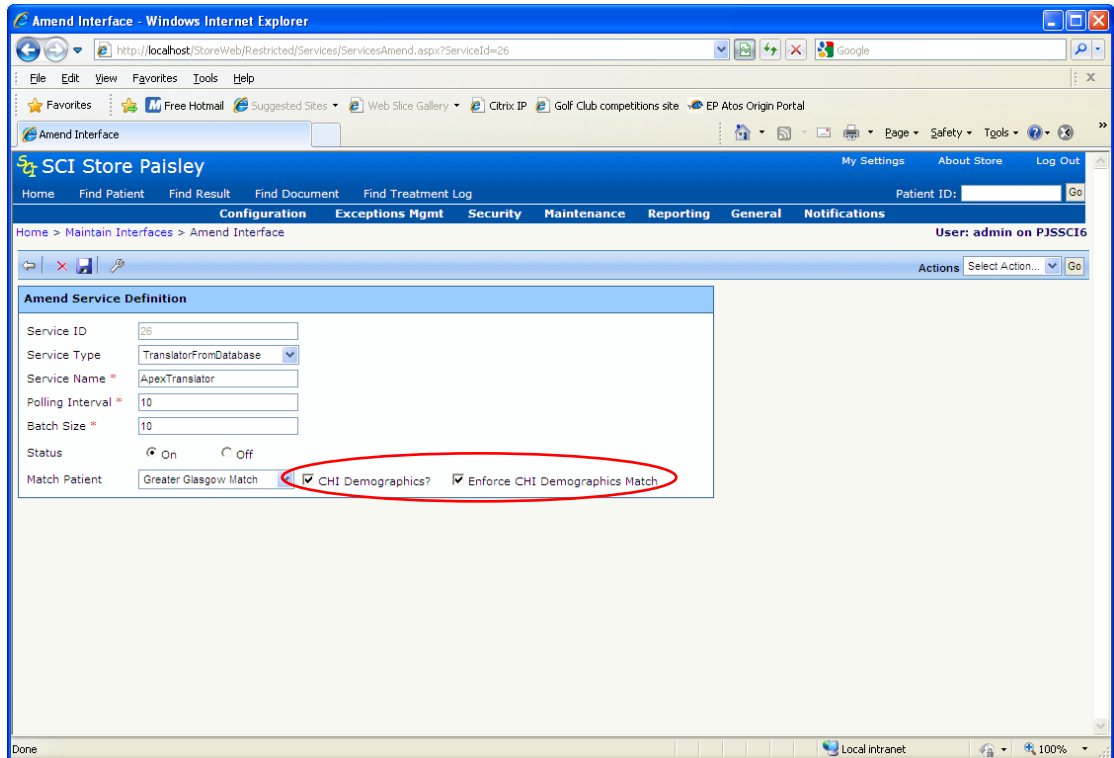 Amend Interface - Windows Internet Explorer
http://localhost/StoreWeb/Restricted/Services/ServicesAmend.aspx?ServiceId=26
Google
File Edit View Favorites Tools Help
x
Favorites Free Hotmail Suggested Sites Web Slice Gallery Citrix IP Golf Club competitions site EP Atos Origin Portal
Amend Interface
Page Safety Tools »
SCI Store Paisley
My Settings About Store Log Out
Home Find Patient Find Result Find Document Find Treatment Log Patient ID: Go
Configuration Exceptions Mgmt Security Maintenance Reporting General Notifications
Home > Maintain Interfaces > Amend Interface User: admin on PJSSCI6
Actions Select Action... Go
Amend Service Definition
Service ID 26
Service Type TranslatorFromDatabase
Service Name * ApexTranslator
Polling Interval * 10
Batch Size * 10
Status On Off
Match Patient Greater Glasgow Match CHI Demographics? Enforce CHI Demographics Match
Done Local intranet 100%